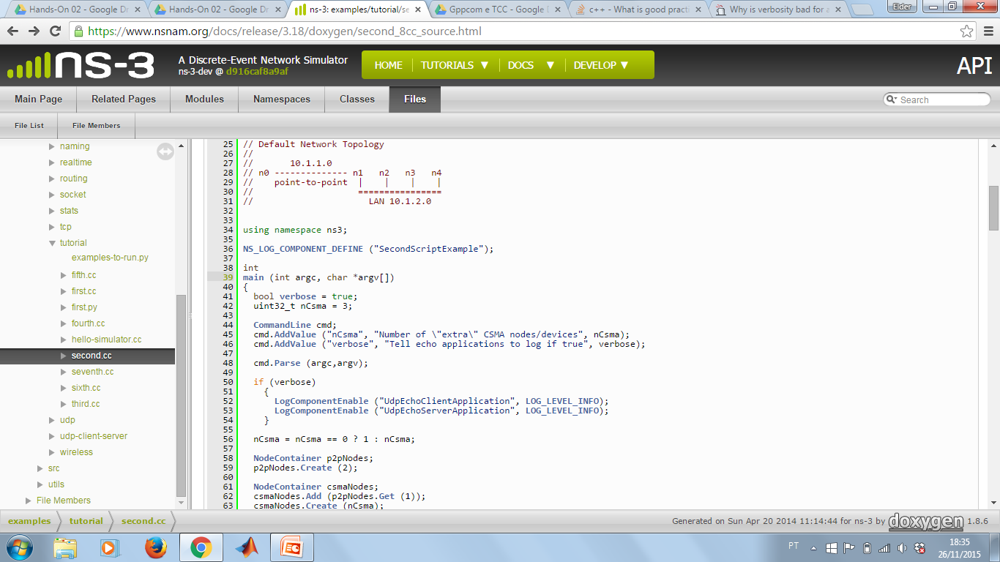 Hands-On 02 - Google Dr
Hands-On 02 - Google Dr
ns-3: examples/tutorial/se
Gppcom e TCC - Google D
c++ - What is good practi
Why is verbosity bad for a
Elder
https://www.nsnam.org/docs/release/3.18/doxygen/second_8cc_source.html
ns-3
A Discrete-Event Network Simulator
ns-3-dev @ d916caf8a9af
HOME TUTORIALS ▼ DOCS ▼ DEVELOP ▼
API
Main Page Related Pages Modules Namespaces Classes Files
Search
File List File Members
naming
realtime
routing
socket
stats
tcp
tutorial
examples-to-run.py
fifth.cc
first.cc
first.py
fourth.cc
hello-simulator.cc
second.cc
seventh.cc
sixth.cc
third.cc
udp
udp-client-server
wireless
src
utils
File Members
25 // Default Network Topology
26 //
27 //       10.1.1.0
28 // n0 -------------- n1   n2   n3   n4
29 //    point-to-point  |    |    |    |
30 //                    ================
31 //                      LAN 10.1.2.0
32
33
34 using namespace ns3;
35
36 NS_LOG_COMPONENT_DEFINE ("SecondScriptExample");
37
38 int
39 main (int argc, char *argv[])
40 {
41   bool verbose = true;
42   uint32_t nCsma = 3;
43
44   CommandLine cmd;
45   cmd.AddValue ("nCsma", "Number of \"extra\" CSMA nodes/devices", nCsma);
46   cmd.AddValue ("verbose", "Tell echo applications to log if true", verbose);
47
48   cmd.Parse (argc,argv);
49
50   if (verbose)
51     {
52       LogComponentEnable ("UdpEchoClientApplication", LOG_LEVEL_INFO);
53       LogComponentEnable ("UdpEchoServerApplication", LOG_LEVEL_INFO);
54     }
55
56   nCsma = nCsma == 0 ? 1 : nCsma;
57
58   NodeContainer p2pNodes;
59   p2pNodes.Create (2);
60
61   NodeContainer csmaNodes;
62   csmaNodes.Add (p2pNodes.Get (1));
63   csmaNodes.Create (nCsma);
examples tutorial second.cc
Generated on Sun Apr 20 2014 11:14:44 for ns-3 by doxygen 1.8.6
PT
18:35
26/11/2015